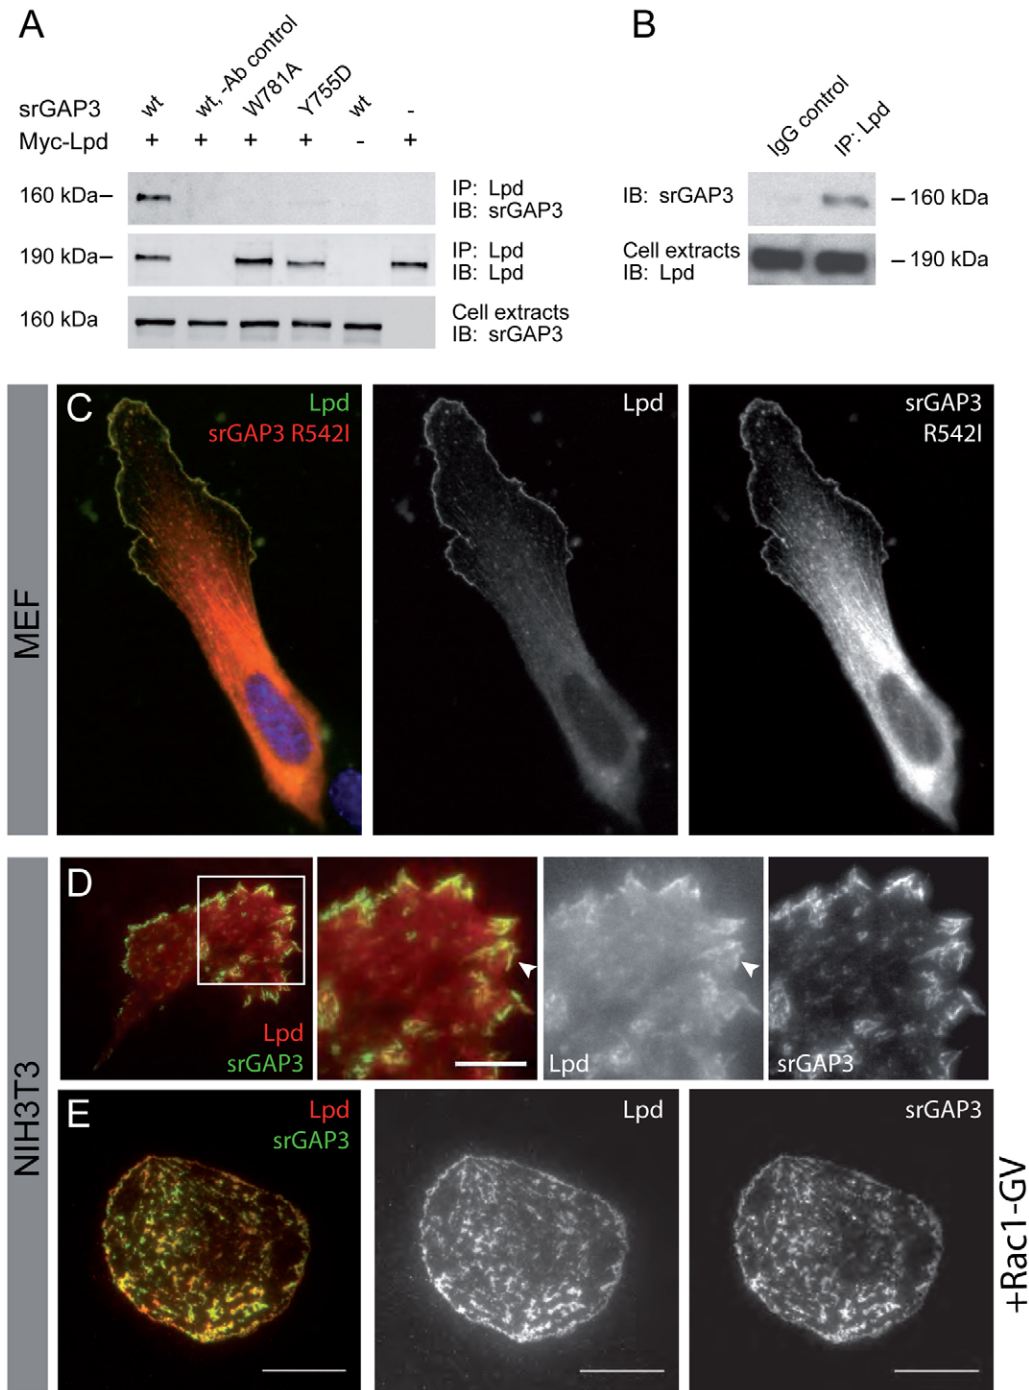 A
srGAP3 wt wt, -Ab control W781A Y755D wt -
Myc-Lpd + + + + - +
160 kDa– IP: Lpd
IB: srGAP3
190 kDa– IP: Lpd
IB: Lpd
160 kDa Cell extracts
IB: srGAP3
B
IgG control IP: Lpd
IB: srGAP3 – 160 kDa
Cell extracts
IB: Lpd – 190 kDa
MEF
C Lpd
srGAP3 R542I
Lpd
srGAP3
R542I
NIH3T3
D
Lpd
srGAP3
Lpd
srGAP3
E Lpd
srGAP3
Lpd
srGAP3
+Rac1-GV